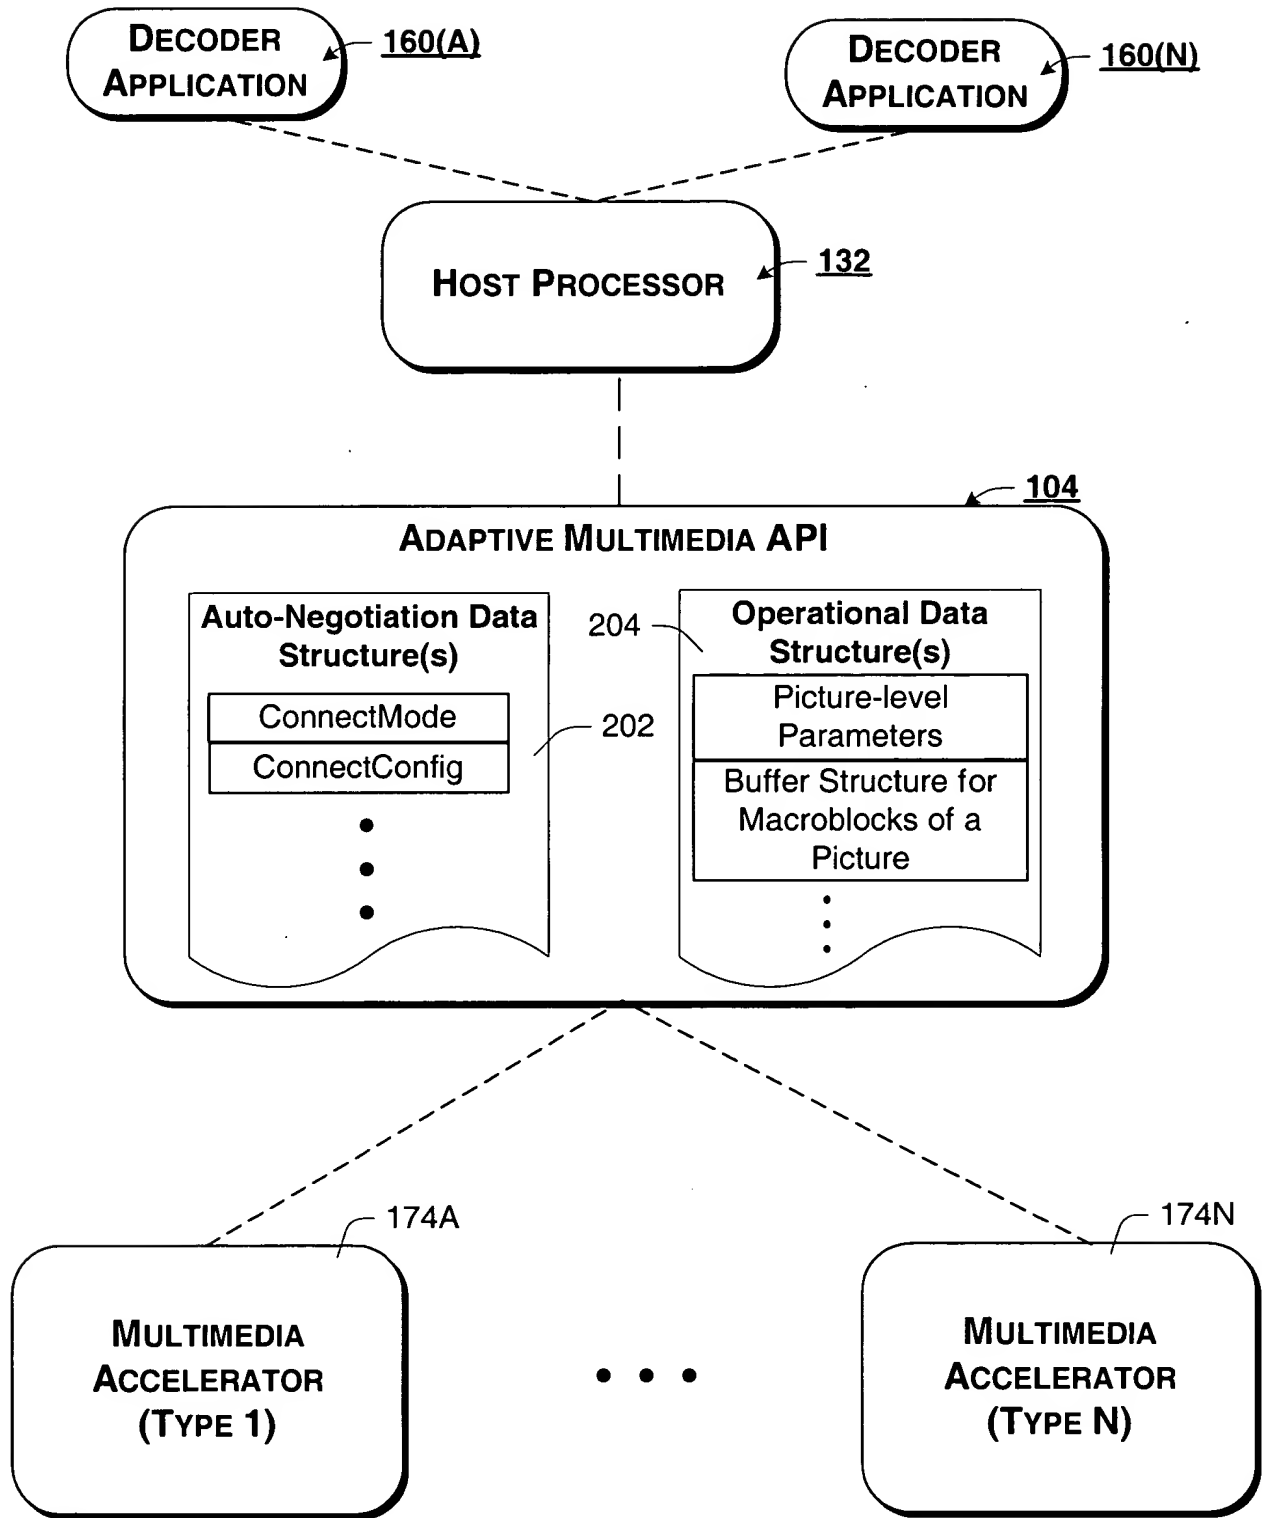 DECODER
APPLICATION
160(A)
DECODER
APPLICATION
160(N)
HOST PROCESSOR
132
104
ADAPTIVE MULTIMEDIA API
Auto-Negotiation Data
Structure(s)
ConnectMode
ConnectConfig
202
204
Operational Data
Structure(s)
Picture-level
Parameters
Buffer Structure for
Macroblocks of a
Picture
174A
MULTIMEDIA
ACCELERATOR
(TYPE 1)
174N
MULTIMEDIA
ACCELERATOR
(TYPE N)